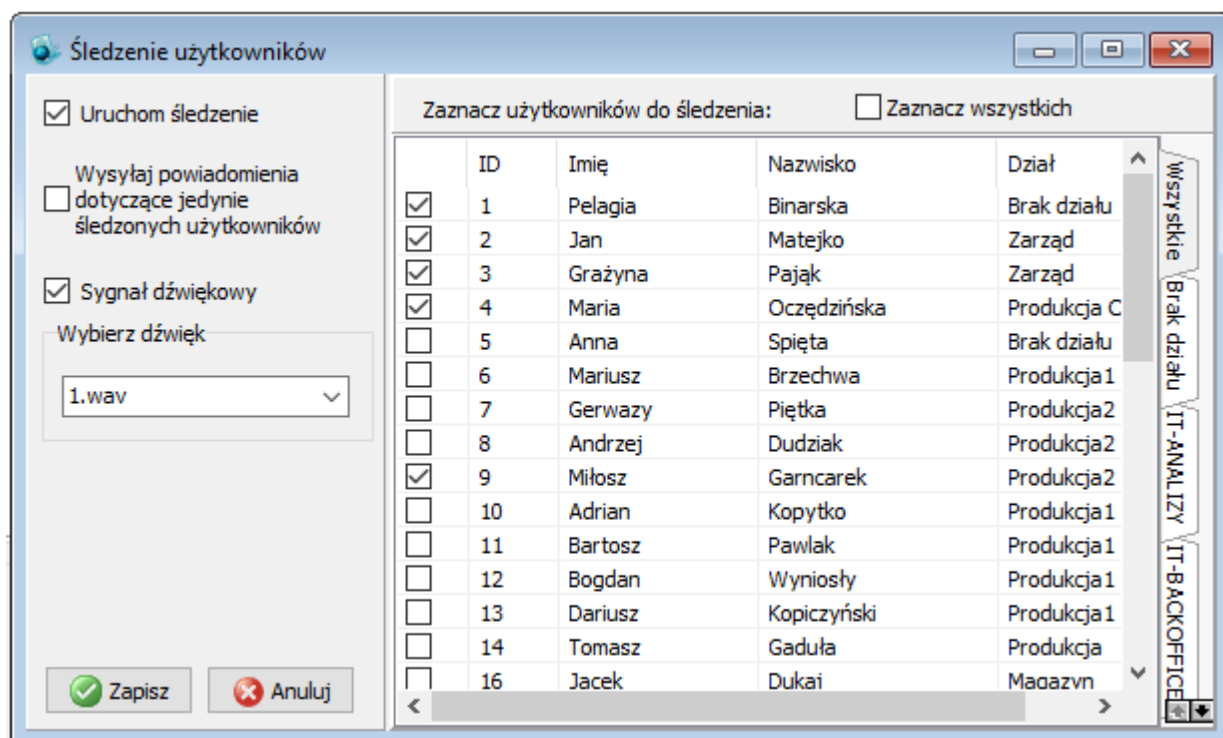 Śledzenie użytkowników
Uruchom śledzenie
Wysyłaj powiadomienia
dotyczące jedynie
śledzonych użytkowników
Sygnał dźwiękowy
Wybierz dźwięk
1.wav
Zapisz
Anuluj
Zaznacz użytkowników do śledzenia:
Zaznacz wszystkich
ID Imię Nazwisko Dział
1 Pelagia Binarska Brak działu
2 Jan Matejko Zarząd
3 Grażyna Pająk Zarząd
4 Maria Oczędzińska Produkcja C
5 Anna Spięta Brak działu
6 Mariusz Brzechwa Produkcja1
7 Gerwazy Piętka Produkcja2
8 Andrzej Dudziak Produkcja2
9 Miłosz Garncarek Produkcja2
10 Adrian Kopytko Produkcja1
11 Bartosz Pawlak Produkcja1
12 Bogdan Wyniosły Produkcja1
13 Dariusz Kopiczyński Produkcja1
14 Tomasz Gaduła Produkcja
16 Jacek Dukaj Magazyn
Wszystkie
Brak działu
IT-ANALIZY
IT-BACKOFFICE